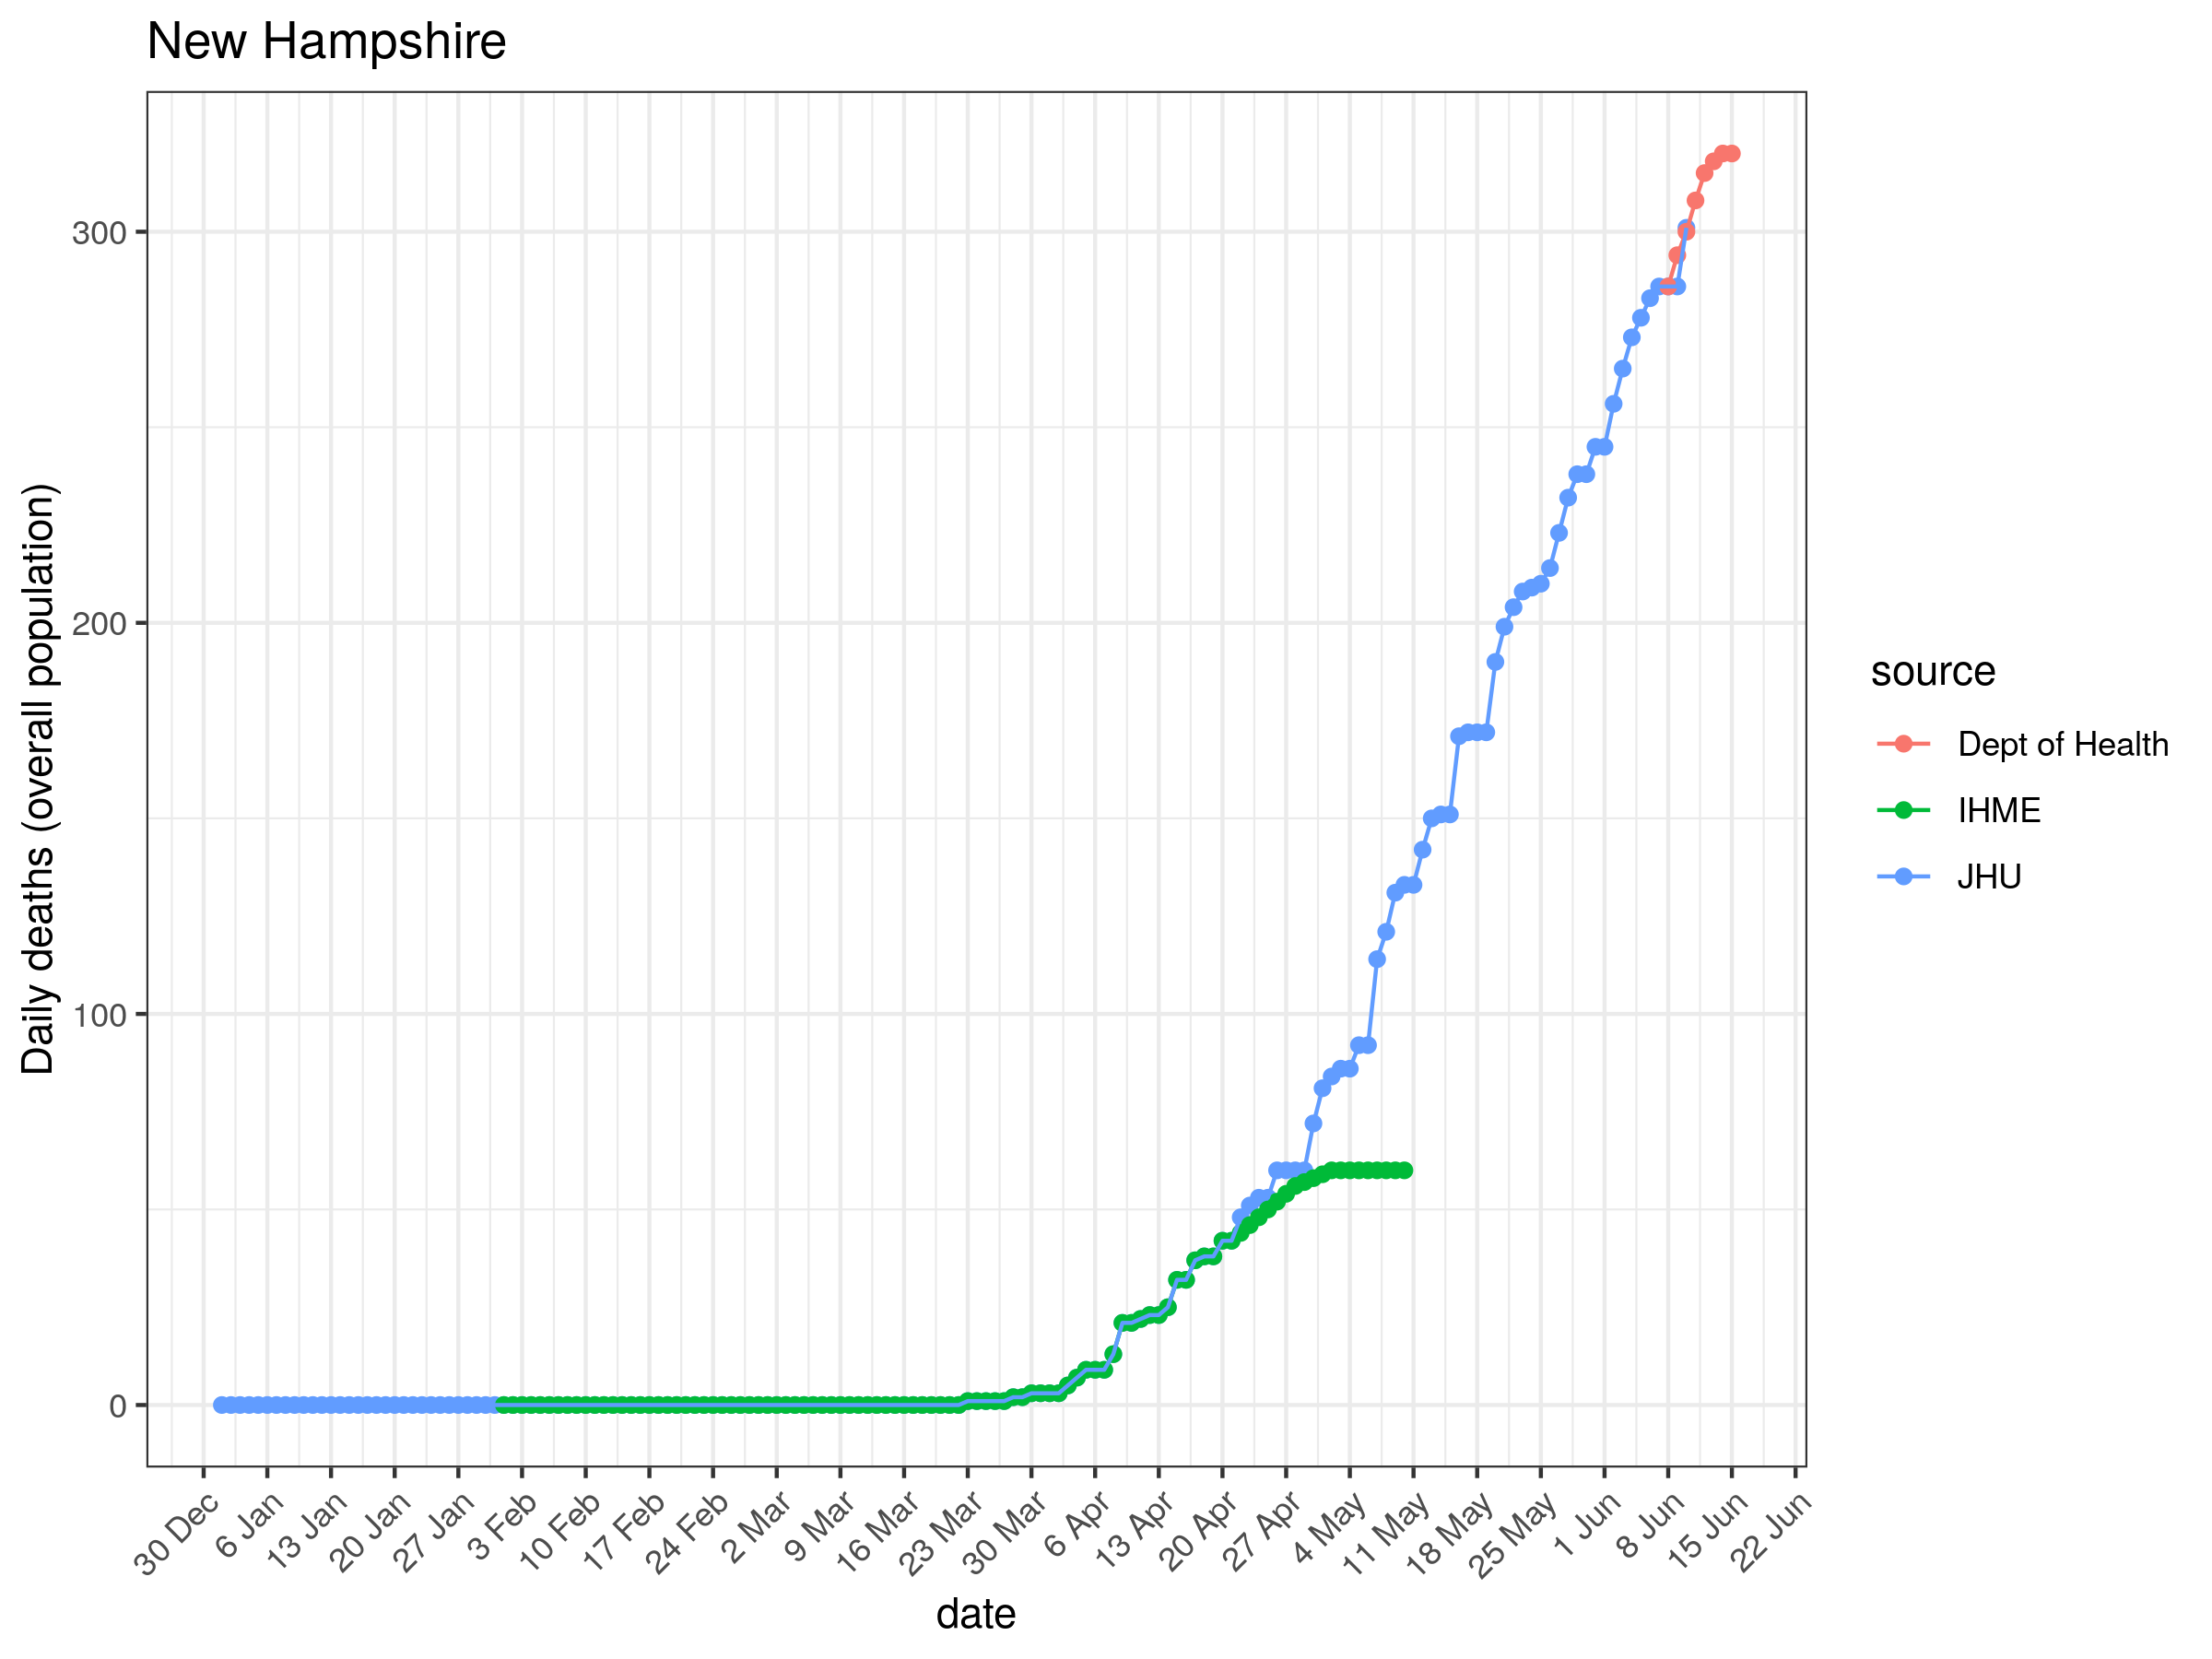 New Hampshire
Daily deaths (overall population)
300
200
100
0
30 Dec
6 Jan
13 Jan
20 Jan
27 Jan
3 Feb
10 Feb
17 Feb
24 Feb
2 Mar
9 Mar
16 Mar
23 Mar
30 Mar
6 Apr
13 Apr
20 Apr
27 Apr
4 May
11 May
18 May
25 May
1 Jun
8 Jun
15 Jun
22 Jun
date
source
Dept of Health
IHME
JHU